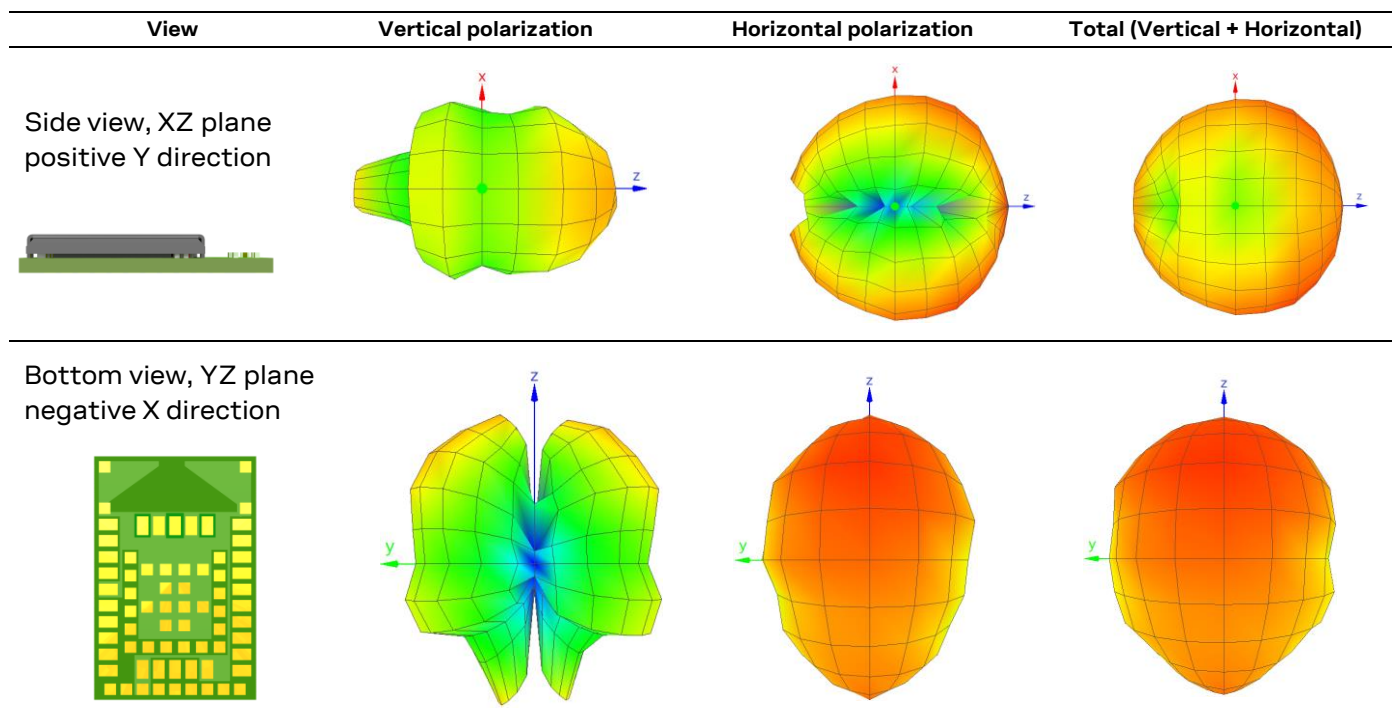 View Vertical polarization Horizontal polarization Total (Vertical + Horizontal)
Side view, XZ plane
positive Y direction
x
z
x
z
x
z
Bottom view, YZ plane
negative X direction
z
y
z
y
z
y